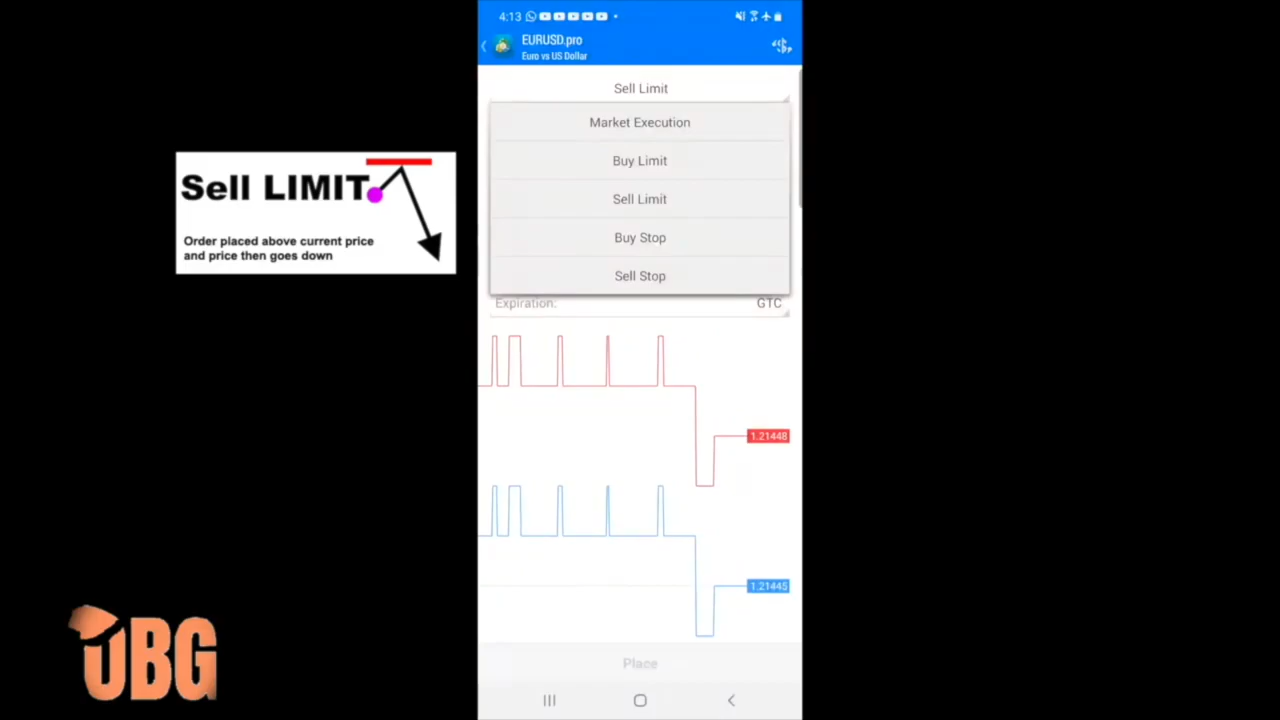 4:13
EURUSD.pro
Euro vs US Dollar
Sell Limit
Market Execution
Buy Limit
Sell Limit
Buy Stop
Sell Stop
Expiration:
GTC
Sell LIMIT
Order placed above current price
and price then goes down
1.21448
1.21445
Place
UBG